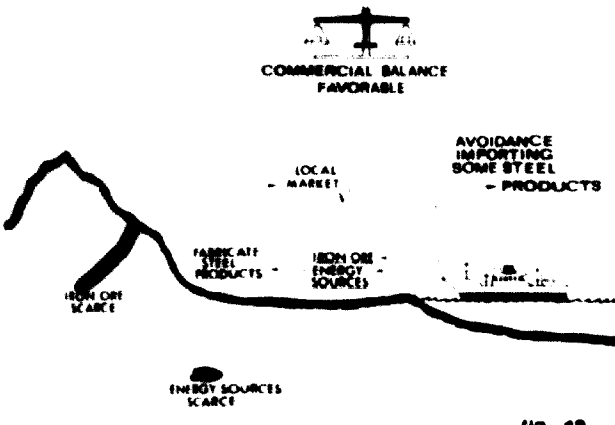 COMMERCIAL BALANCE
FAVORABLE
AVOIDANCE
IMPORTING
SOME STEEL
PRODUCTS
LOCAL
MARKET
FABRICATE
STEEL
PRODUCTS
IRON ORE
ENERGY
SOURCES
IRON ORE
SCARCE
ENERGY SOURCES
SCARCE